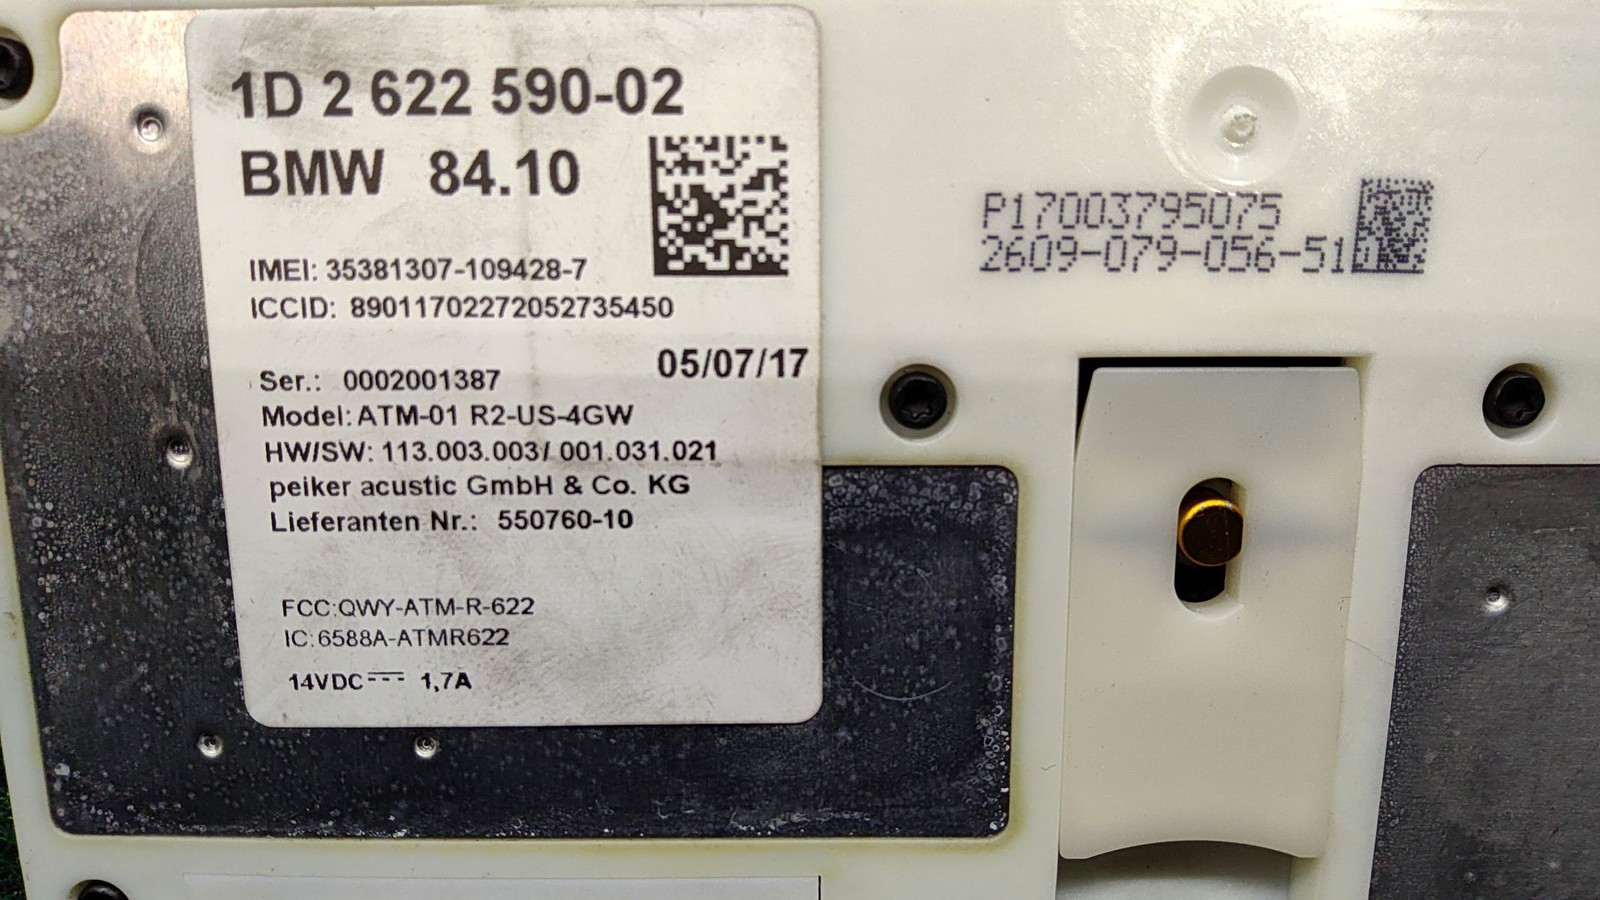 1D 2 622 590-02
BMW 84.10
IMEI: 35381307-109428-7
ICCID: 89011702272052735450
05/07/17
Ser.: 0002001387
Model: ATM-01 R2-US-4GW
HW/SW: 113.003.003/ 001.031.021
peiker acustic GmbH & Co. KG
Lieferanten Nr.: 550760-10
FCC:QWY-ATM-R-622
IC:6588A-ATMR622
14VDC 1,7A
P17003795075
2609-079-056-51